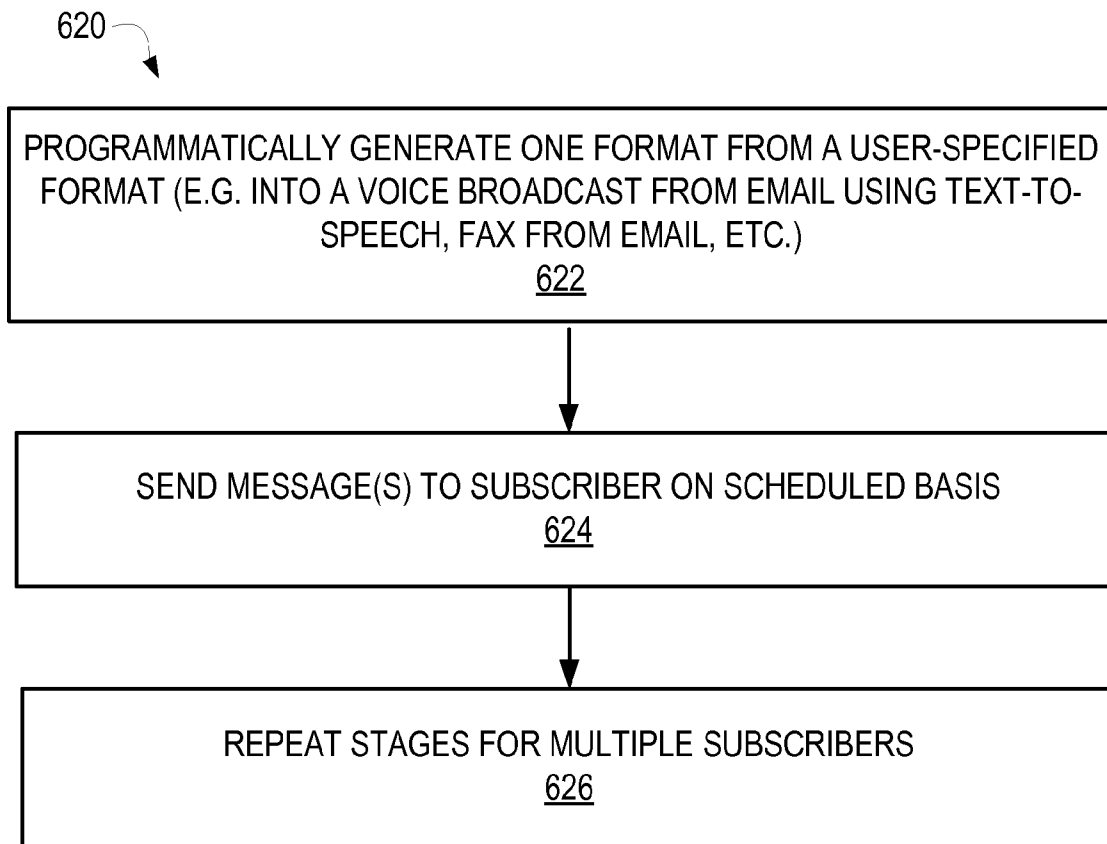 620
PROGRAMMATICALLY GENERATE ONE FORMAT FROM A USER-SPECIFIED
FORMAT (E.G. INTO A VOICE BROADCAST FROM EMAIL USING TEXT-TO-
SPEECH, FAX FROM EMAIL, ETC.)
622
SEND MESSAGE(S) TO SUBSCRIBER ON SCHEDULED BASIS
624
REPEAT STAGES FOR MULTIPLE SUBSCRIBERS
626